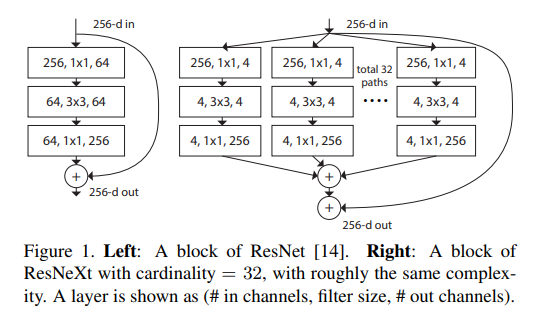 256-d in
256, 1x1, 64
64, 3x3, 64
64, 1x1, 256
+
256-d out
256-d in
256, 1x1, 4
256, 1x1, 4
total 32
paths
256, 1x1, 4
4, 3x3, 4
4, 3x3, 4
....
4, 3x3, 4
4, 1x1, 256
4, 1x1, 256
4, 1x1, 256
+
+
256-d out
Figure 1. Left: A block of ResNet [14]. Right: A block of
ResNeXt with cardinality = 32, with roughly the same complex-
ity. A layer is shown as (# in channels, filter size, # out channels).